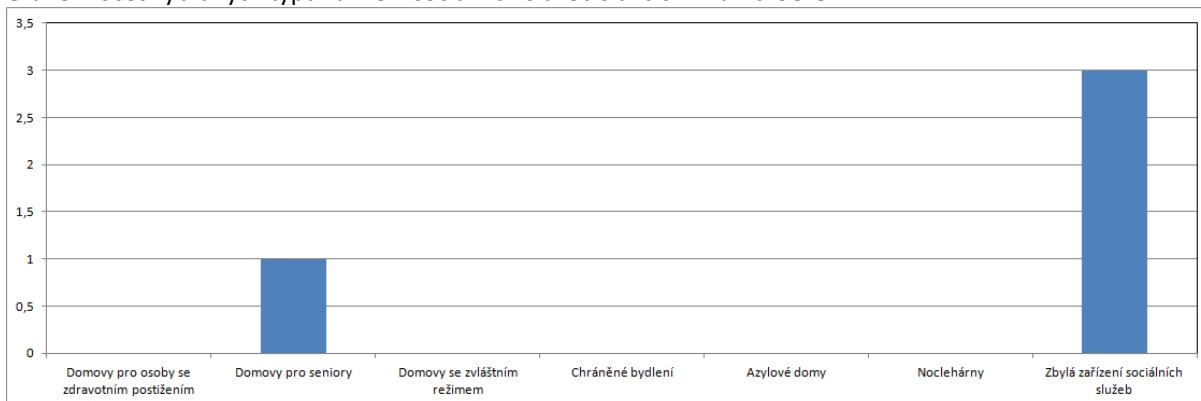 3,5
3
2,5
2
1,5
1
0,5
0
Domovy pro osoby se
zdravotním postižením
Domovy pro seniory
Domovy se zvláštním
režimem
Chráněné bydlení
Azylové domy
Noclehárny
Zbylá zařízení sociálních
služeb